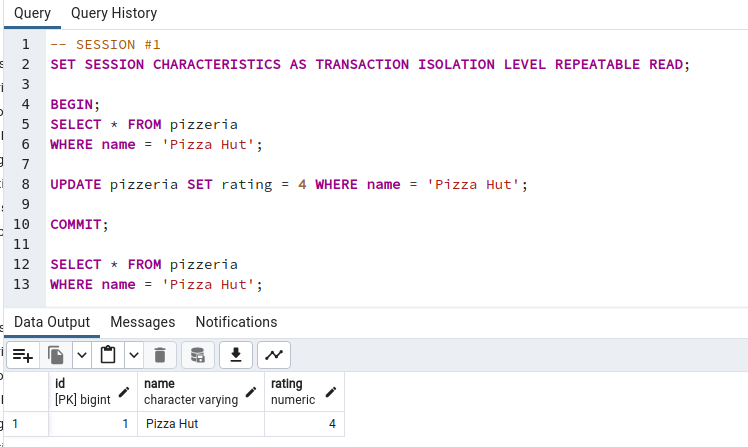 Query Query History
1 -- SESSION #1
2 SET SESSION CHARACTERISTICS AS TRANSACTION ISOLATION LEVEL REPEATABLE READ;
3
4 BEGIN;
5 SELECT * FROM pizzeria
6 WHERE name = 'Pizza Hut';
7
8 UPDATE pizzeria SET rating = 4 WHERE name = 'Pizza Hut';
9
10 COMMIT;
11
12 SELECT * FROM pizzeria
13 WHERE name = 'Pizza Hut';
Data Output Messages Notifications
id name rating
[PK] bigint character varying numeric
1 1 Pizza Hut 4